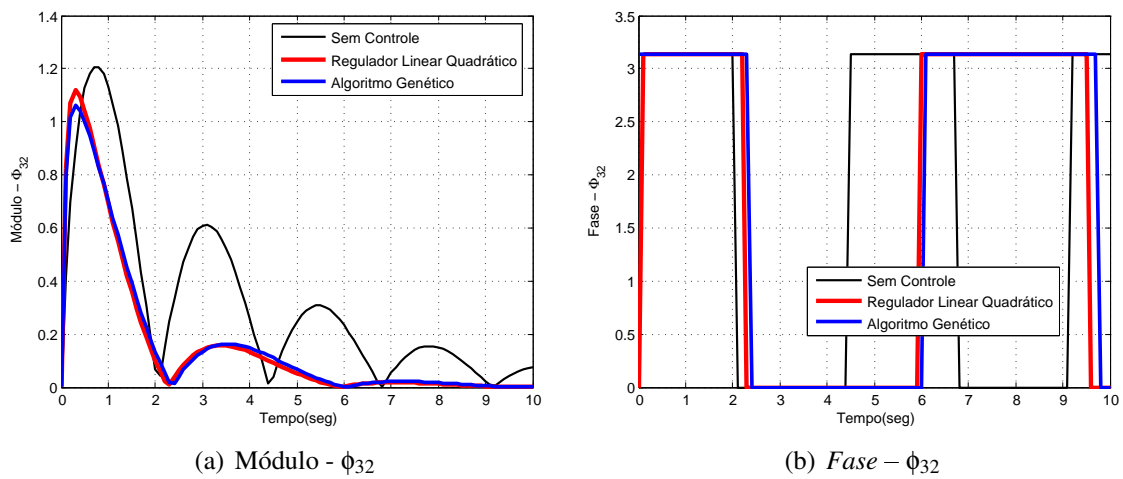 1.4
1.2
1
0.8
0.6
0.4
0.2
0
0 1 2 3 4 5 6 7 8 9 10
Módulo – Φ32
Tempo(seg)
Sem Controle
Regulador Linear Quadrático
Algoritmo Genético
(a) Módulo - ϕ32
3.5
3
2.5
2
1.5
1
0.5
0
0 1 2 3 4 5 6 7 8 9 10
Fase – Φ32
Tempo(seg)
Sem Controle
Regulador Linear Quadrático
Algoritmo Genético
(b) Fase – ϕ32